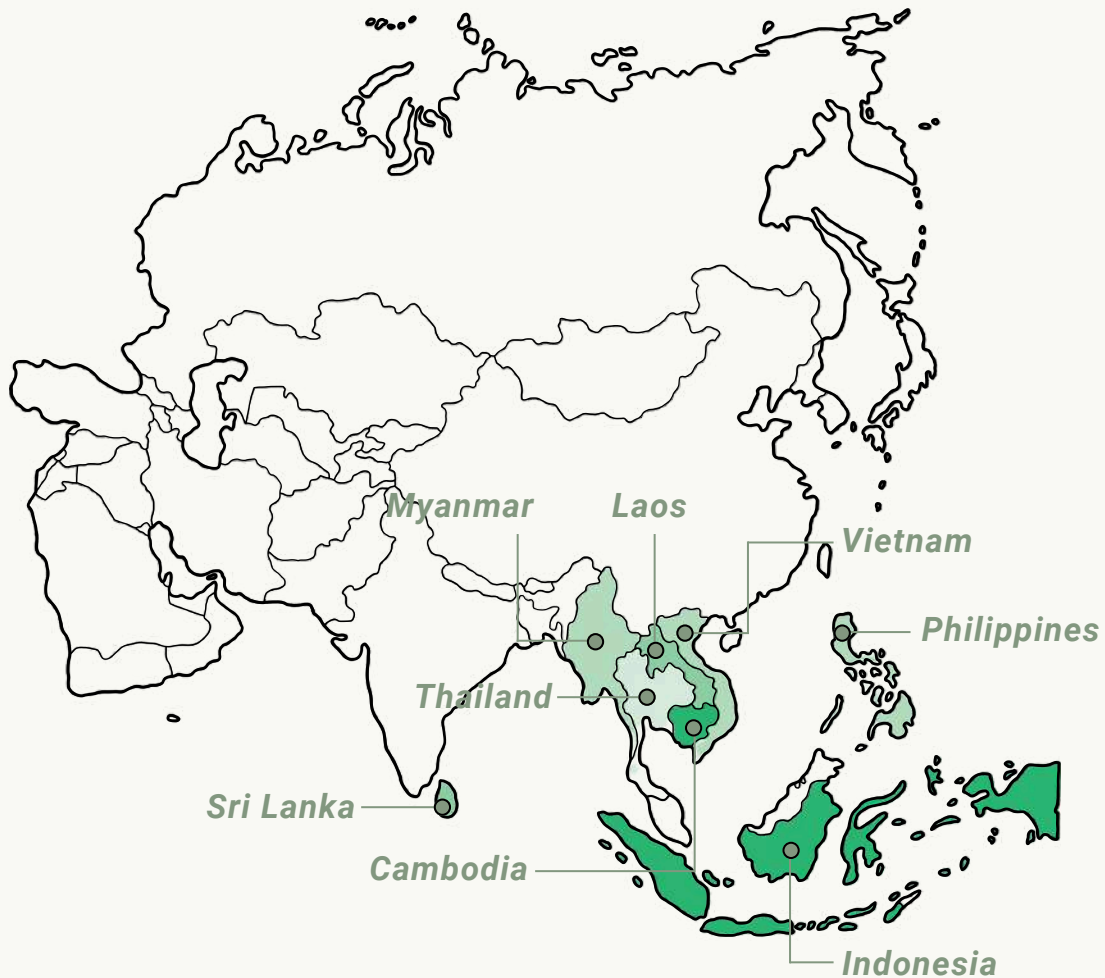 Myanmar
Laos
Vietnam
Philippines
Thailand
Sri Lanka
Cambodia
Indonesia